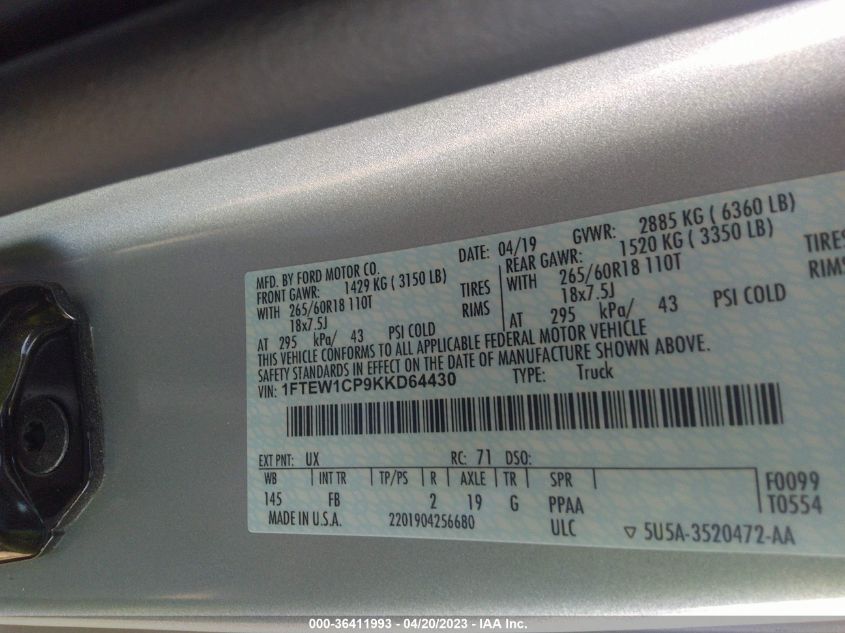 MFD. BY FORD MOTOR CO.
DATE: 04/19
GVWR: 2885 KG ( 6360 LB)
FRONT GAWR: 1429 KG ( 3150 LB)
REAR GAWR: 1520 KG ( 3350 LB)
WITH 265/60R18 110T TIRES
WITH 265/60R18 110T TIRES
18x7.5J RIMS
18x7.5J RIMS
AT 295 kPa/ 43 PSI COLD
AT 295 kPa/ 43 PSI COLD
THIS VEHICLE CONFORMS TO ALL APPLICABLE FEDERAL MOTOR VEHICLE
SAFETY STANDARDS IN EFFECT ON THE DATE OF MANUFACTURE SHOWN ABOVE.
VIN: 1FTEW1CP9KKD64430
TYPE: Truck
EXT PNT: UX RC: 71 DSO:
WB INT TR TP/PS R AXLE TR SPR
145 FB 2 19 G PPAA
F0099
T0554
MADE IN U.S.A. 2201904256680 ULC
▽ 5U5A-3520472-AA
000-36411993 - 04/20/2023 - IAA Inc.